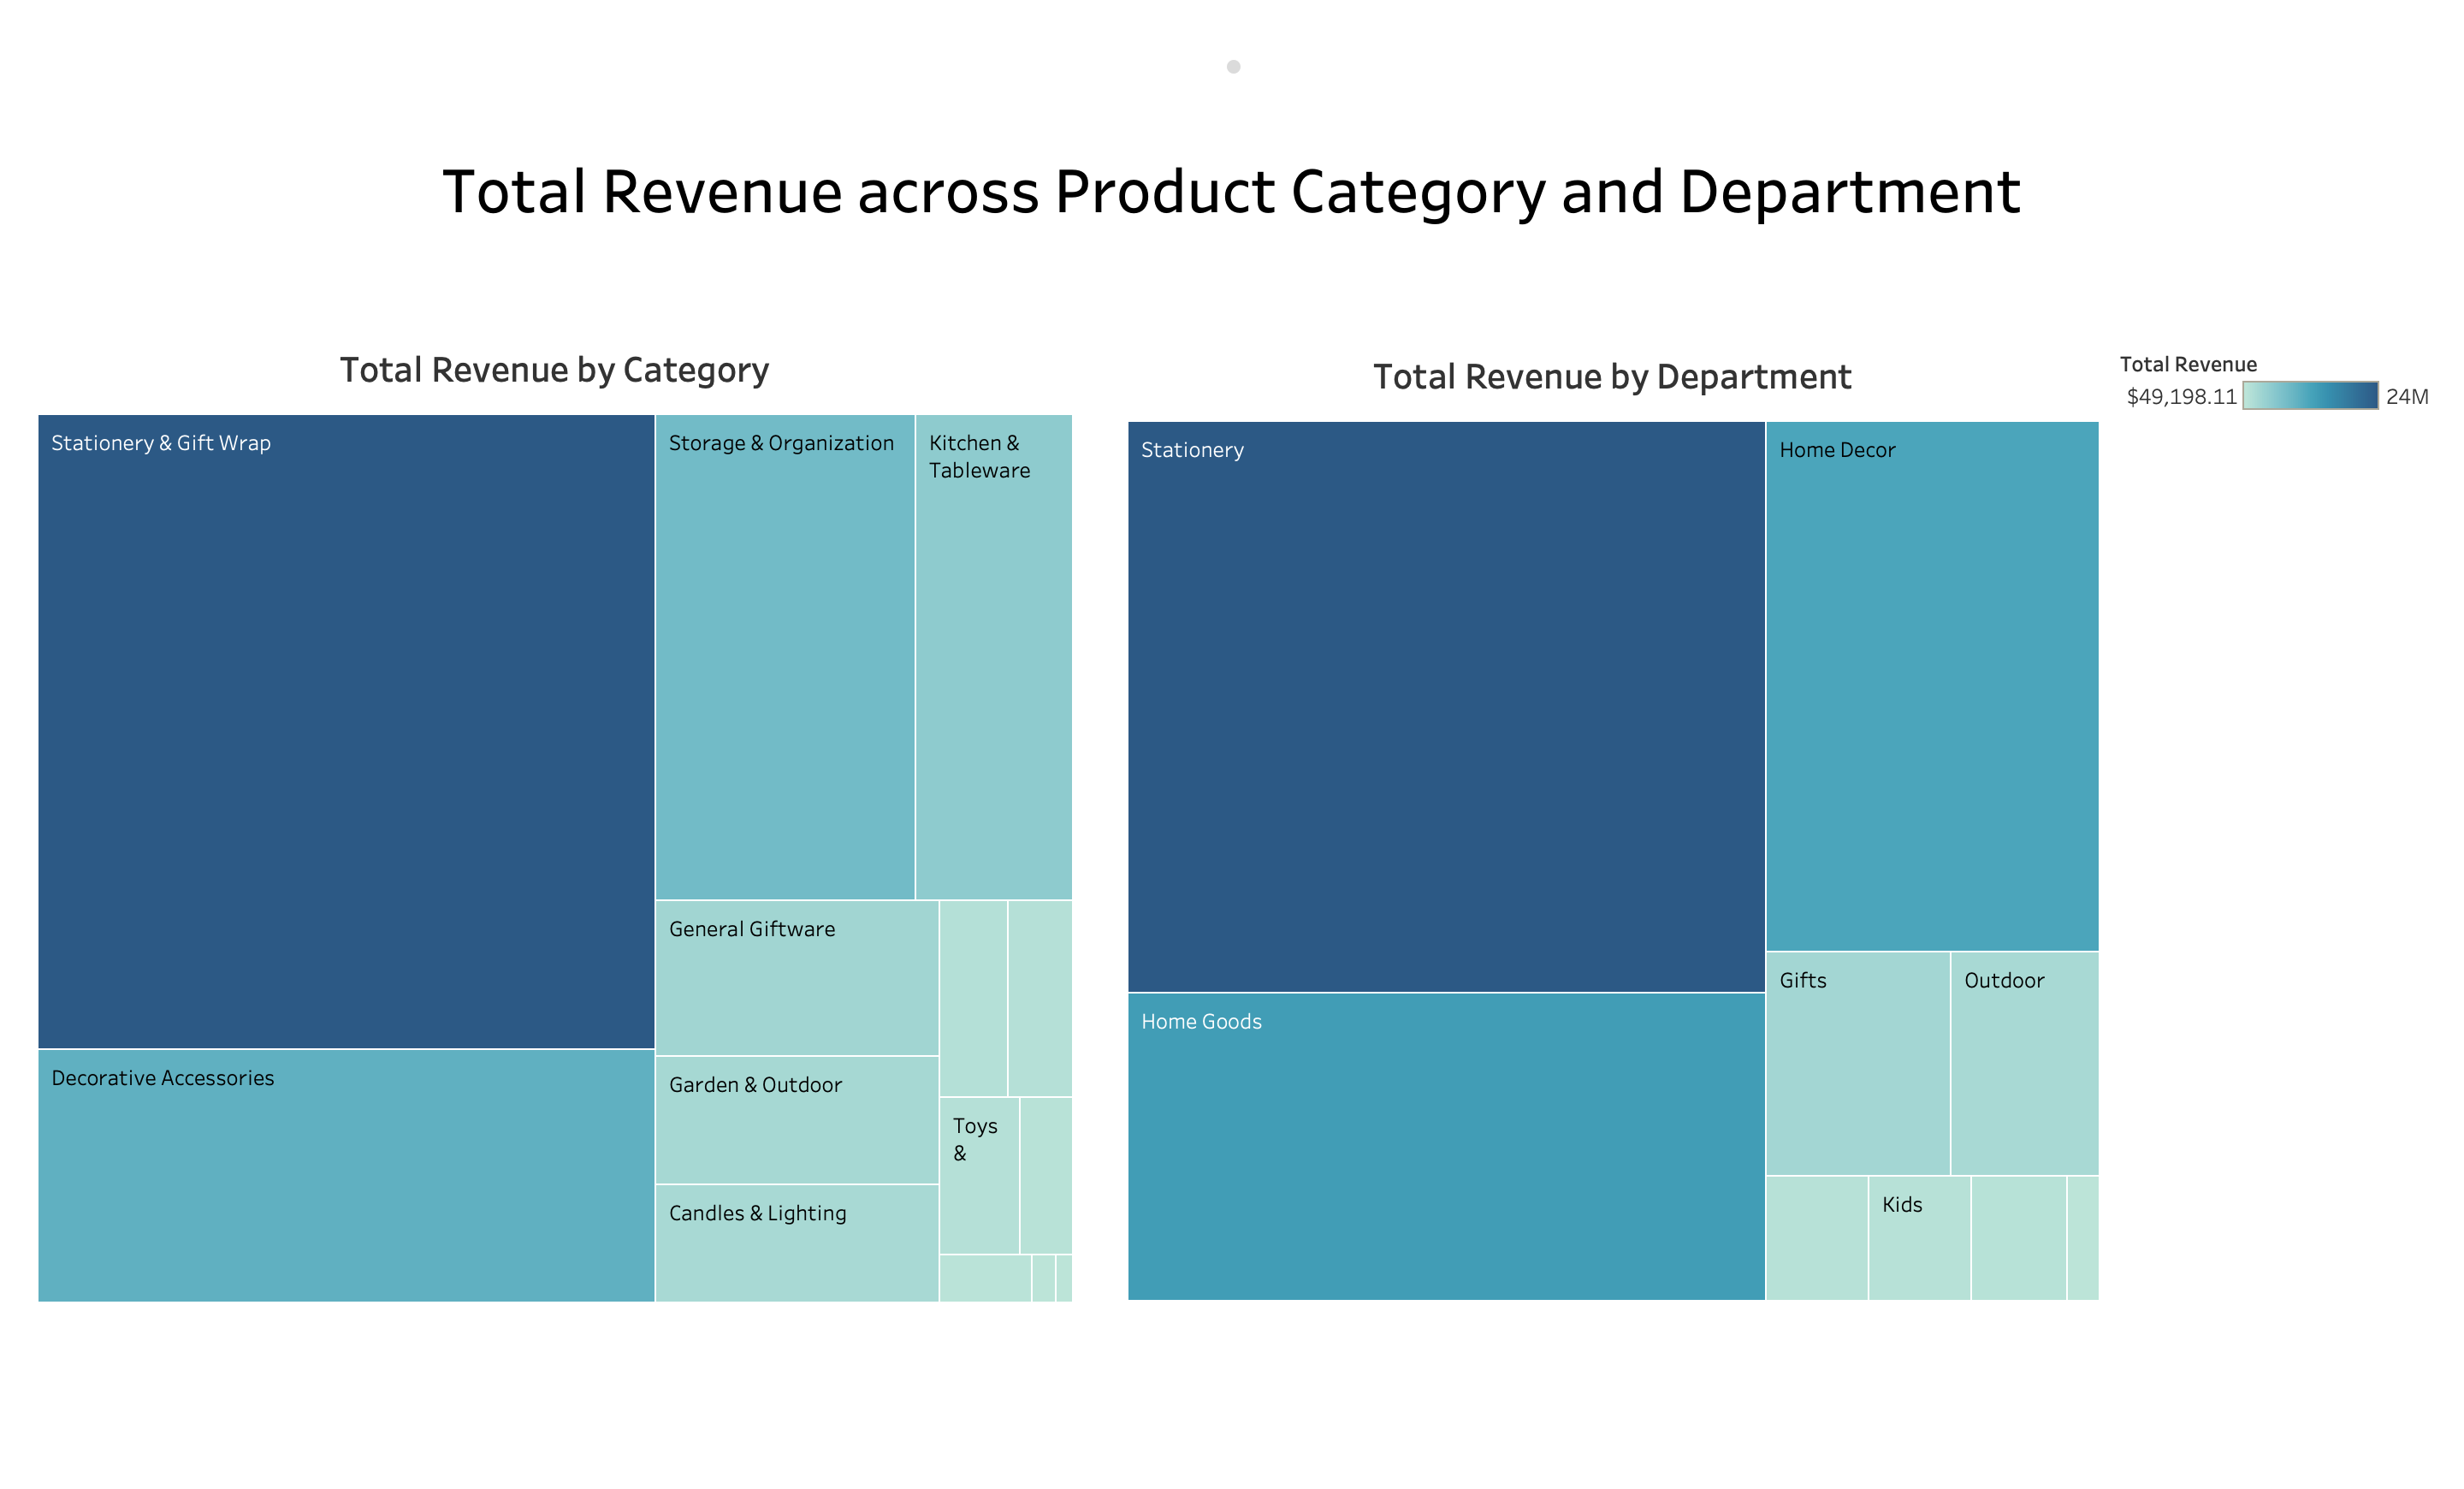 Total Revenue across Product Category and Department
Total Revenue by Category
Stationery & Gift Wrap
Storage & Organization
Kitchen &
Tableware
General Giftware
Garden & Outdoor
Toys
&
Decorative Accessories
Candles & Lighting
Total Revenue by Department
Stationery
Home Decor
Gifts
Outdoor
Home Goods
Kids
Total Revenue
$49,198.11 24M